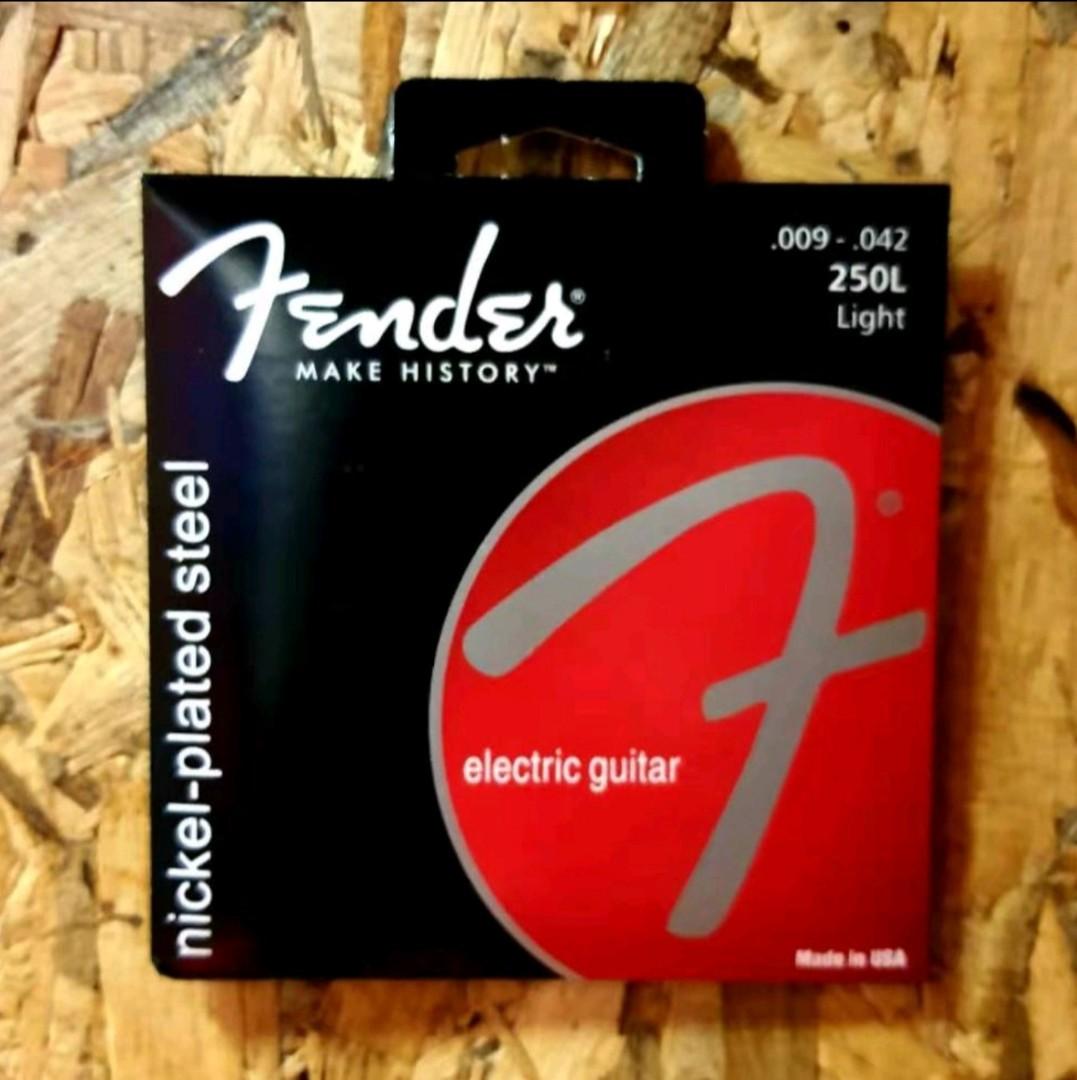 Fender®
MAKE HISTORY™
.009 - .042
250L
Light
nickel-plated steel
F
electric guitar
Made in USA